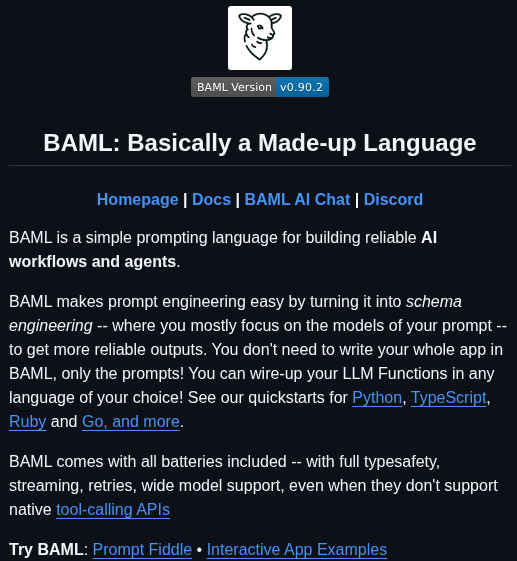 BAML Version v0.90.2
BAML: Basically a Made-up Language
Homepage | Docs | BAML AI Chat | Discord
BAML is a simple prompting language for building reliable AI
workflows and agents.
BAML makes prompt engineering easy by turning it into schema
engineering -- where you mostly focus on the models of your prompt --
to get more reliable outputs. You don't need to write your whole app in
BAML, only the prompts! You can wire-up your LLM Functions in any
language of your choice! See our quickstarts for Python, TypeScript,
Ruby and Go, and more.
BAML comes with all batteries included -- with full typesafety,
streaming, retries, wide model support, even when they don't support
native tool-calling APIs
Try BAML: Prompt Fiddle • Interactive App Examples